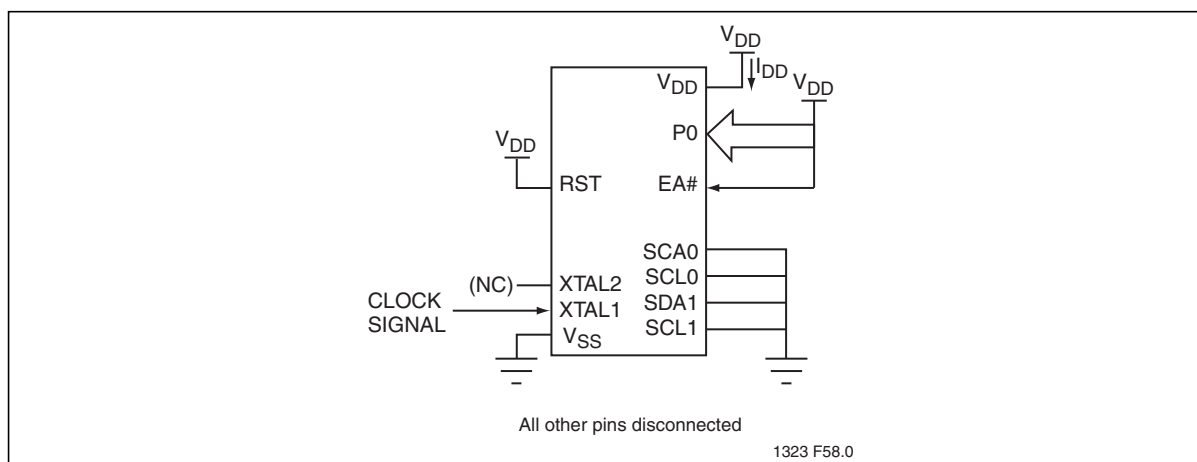 VDD
IDD
VDD
VDD
P0
VDD
RST
EA#
SCA0
SCL0
(NC)
XTAL2
SDA1
CLOCK
SIGNAL
XTAL1
SCL1
VSS
All other pins disconnected
1323 F58.0